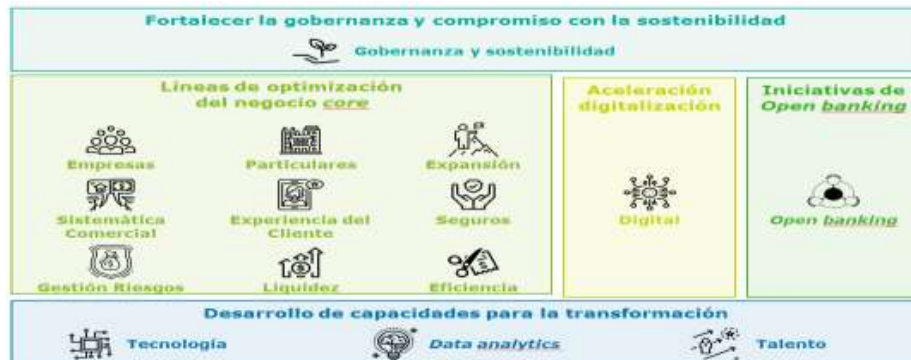 Fortalecer la gobernanza y compromiso con la sostenibilidad
Gobernanza y sostenibilidad
Líneas de optimización
del negocio core
Empresas
Particulares
Expansión
Sistemática
Comercial
Experiencia del
Cliente
Seguros
Gestión Riesgos
Liquidez
Eficiencia
Aceleración
digitalización
Digital
Iniciativas de
Open banking
Open banking
Desarrollo de capacidades para la transformación
Tecnología
Data analytics
Talento